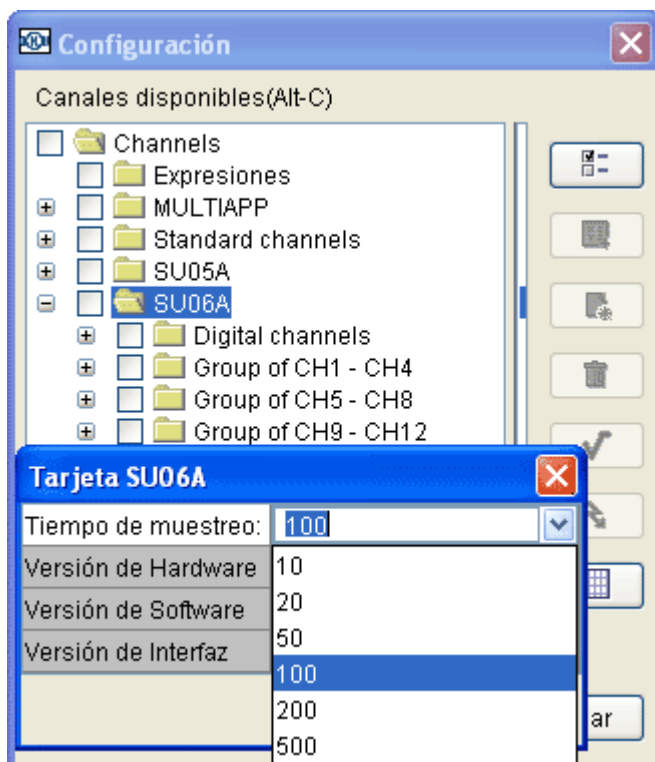 Configuración
Canales disponibles(Alt-C)
Channels
Expresiones
MULTIAPP
Standard channels
SU05A
SU06A
Digital channels
Group of CH1 - CH4
Group of CH5 - CH8
Group of CH9 - CH12
Tarjeta SU06A
Tiempo de muestreo: 100
Versión de Hardware 10
Versión de Software 20
Versión de Interfaz 50
100
200
500
ar